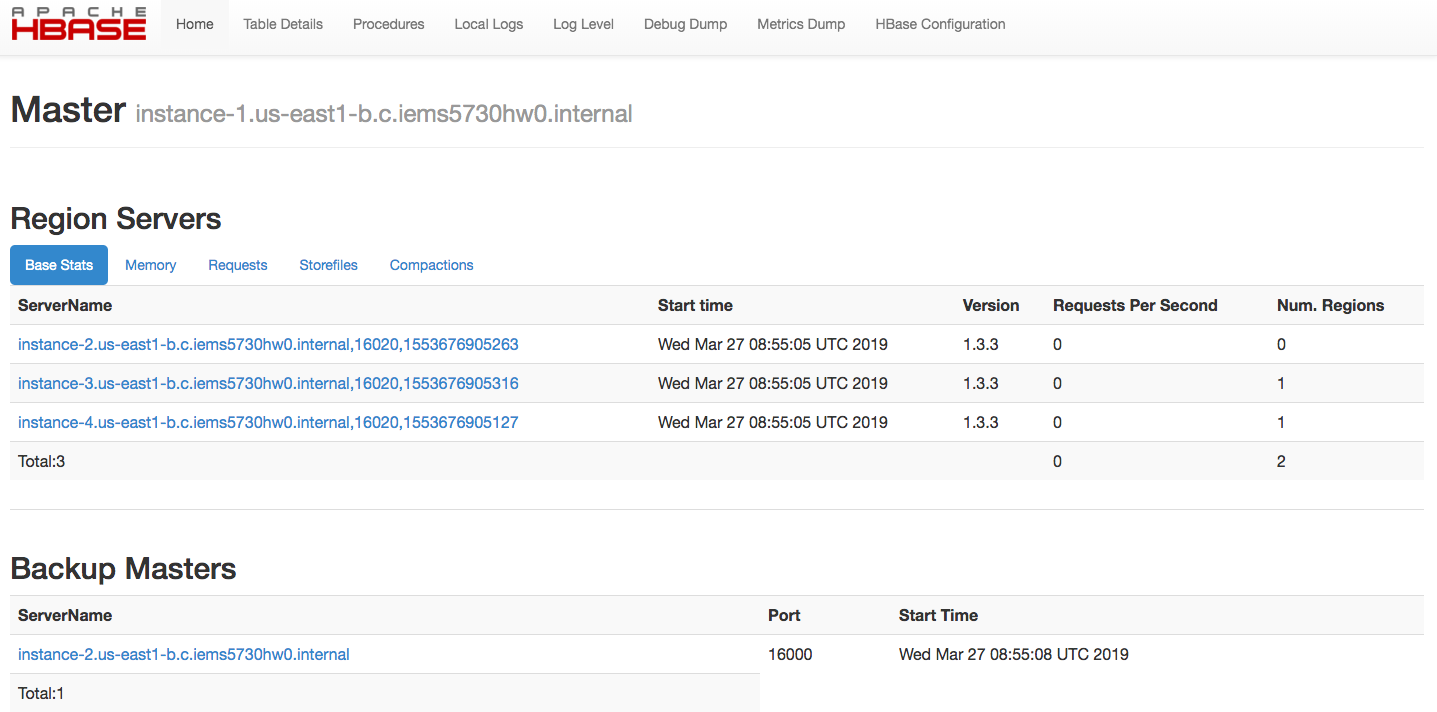 APACHE
HBASE
Home Table Details Procedures Local Logs Log Level Debug Dump Metrics Dump HBase Configuration
Master instance-1.us-east1-b.c.iems5730hw0.internal
Region Servers
Base Stats Memory Requests Storefiles Compactions
ServerName Start time Version Requests Per Second Num. Regions
instance-2.us-east1-b.c.iems5730hw0.internal,16020,1553676905263 Wed Mar 27 08:55:05 UTC 2019 1.3.3 0 0
instance-3.us-east1-b.c.iems5730hw0.internal,16020,1553676905316 Wed Mar 27 08:55:05 UTC 2019 1.3.3 0 1
instance-4.us-east1-b.c.iems5730hw0.internal,16020,1553676905127 Wed Mar 27 08:55:05 UTC 2019 1.3.3 0 1
Total:3 0 2
Backup Masters
ServerName Port Start Time
instance-2.us-east1-b.c.iems5730hw0.internal 16000 Wed Mar 27 08:55:08 UTC 2019
Total:1